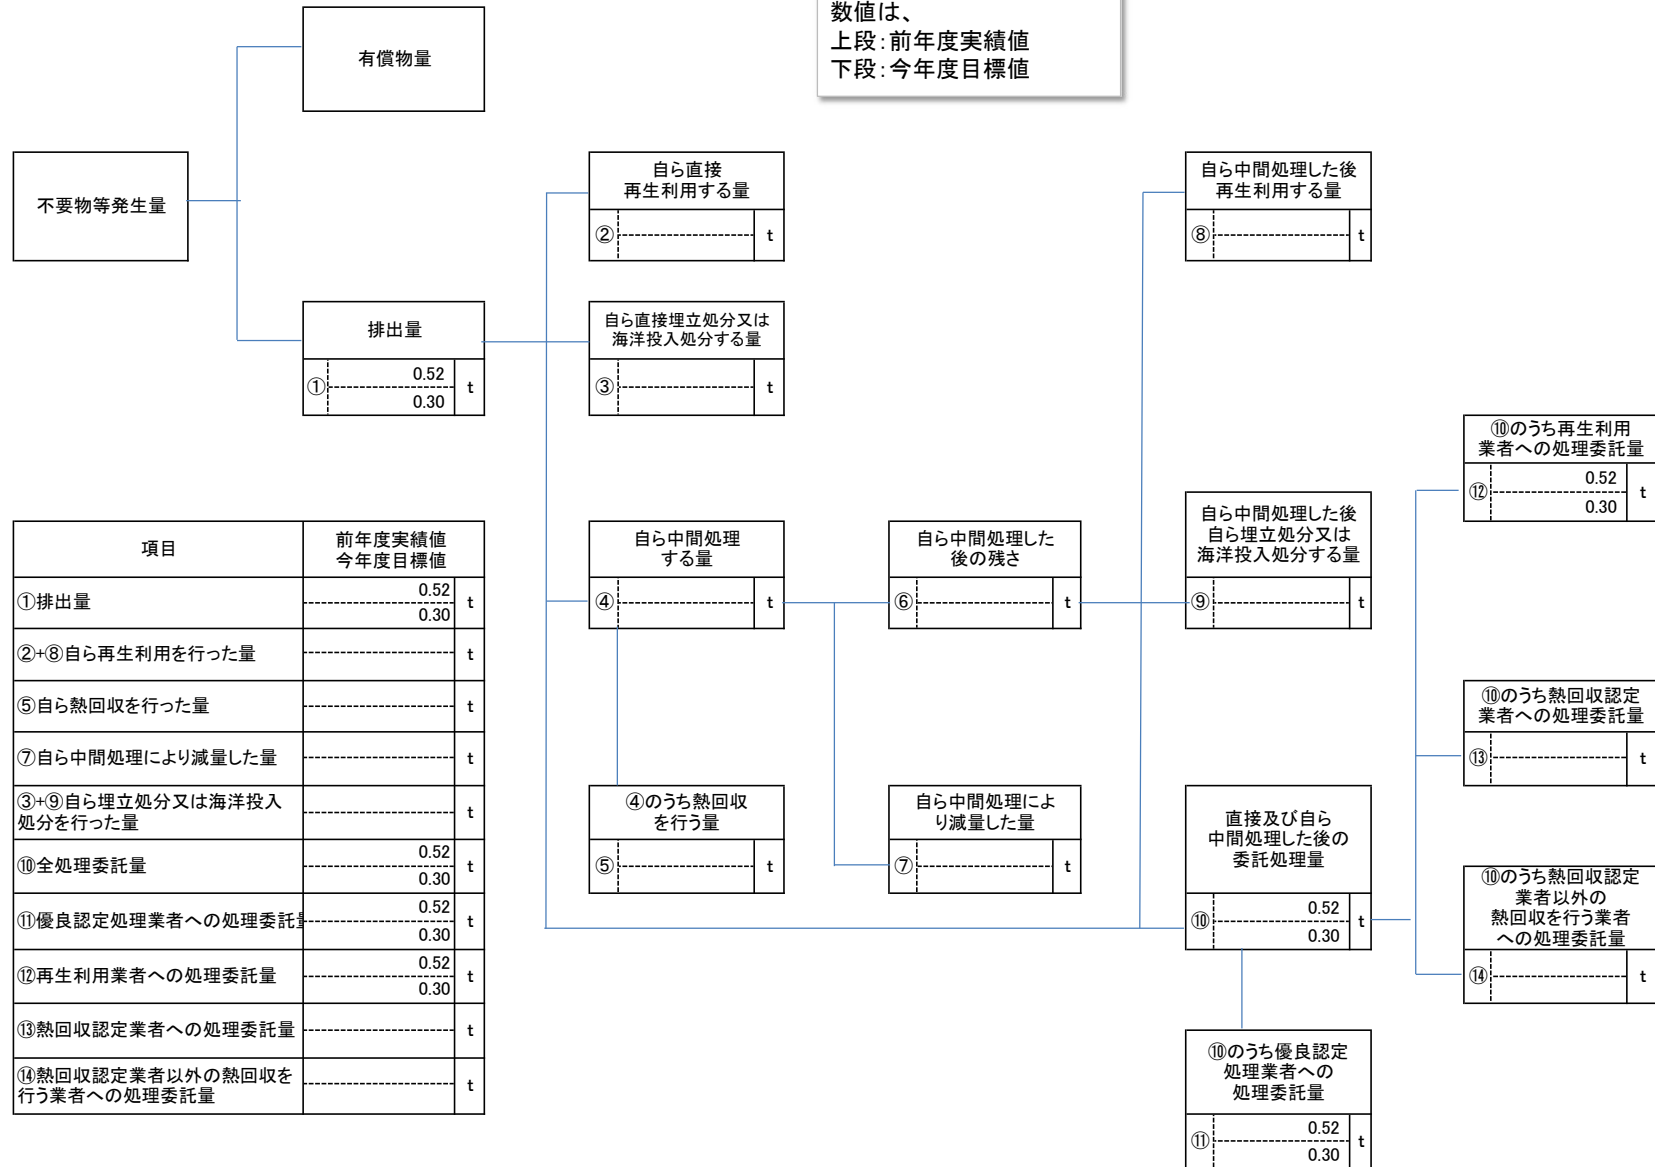 数値は、
上段：前年度実績値
下段：今年度目標値
有償物量
不要物等発生量
自ら直接
再生利用する量
② t
自ら中間処理した後
再生利用する量
⑧ t
排出量
① 0.52 t
0.30
自ら直接埋立処分又は
海洋投入処分する量
③ t
⑩のうち再生利用
業者への処理委託量
⑫ 0.52 t
0.30
自ら中間処理
する量
④ t
自ら中間処理した
後の残さ
⑥ t
自ら中間処理した後
自ら埋立処分又は
海洋投入処分する量
⑨ t
⑩のうち熱回収認定
業者への処理委託量
⑬ t
④のうち熱回収
を行う量
⑤ t
自ら中間処理によ
り減量した量
⑦ t
直接及び自ら
中間処理した後の
委託処理量
⑩ 0.52 t
0.30
⑩のうち熱回収認定
業者以外の
熱回収を行う業者
への処理委託量
⑭ t
⑩のうち優良認定
処理業者への
処理委託量
⑪ 0.52 t
0.30
項目 前年度実績値
今年度目標値
①排出量 0.52 t
0.30
②+⑧自ら再生利用を行った量 t
⑤自ら熱回収を行った量 t
⑦自ら中間処理により減量した量 t
③+⑨自ら埋立処分又は海洋投入
処分を行った量 t
⑩全処理委託量 0.52 t
0.30
⑪優良認定処理業者への処理委託 0.52 t
0.30
⑫再生利用業者への処理委託量 0.52 t
0.30
⑬熱回収認定業者への処理委託量 t
⑭熱回収認定業者以外の熱回収を
行う業者への処理委託量 t